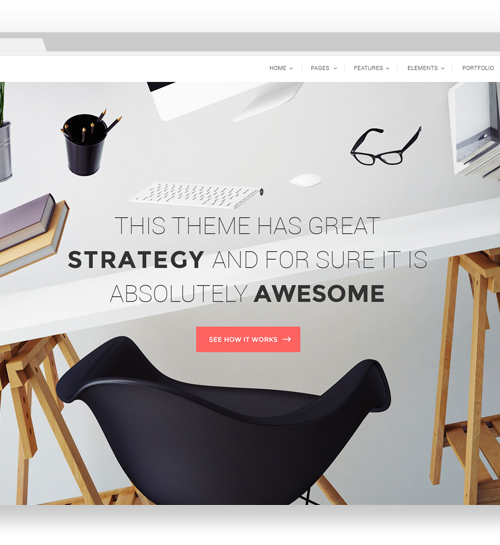 HOME PAGES FEATURES ELEMENTS PORTFOLIO
THIS THEME HAS GREAT
STRATEGY AND FOR SURE IT IS
ABSOLUTELY AWESOME
SEE HOW IT WORKS